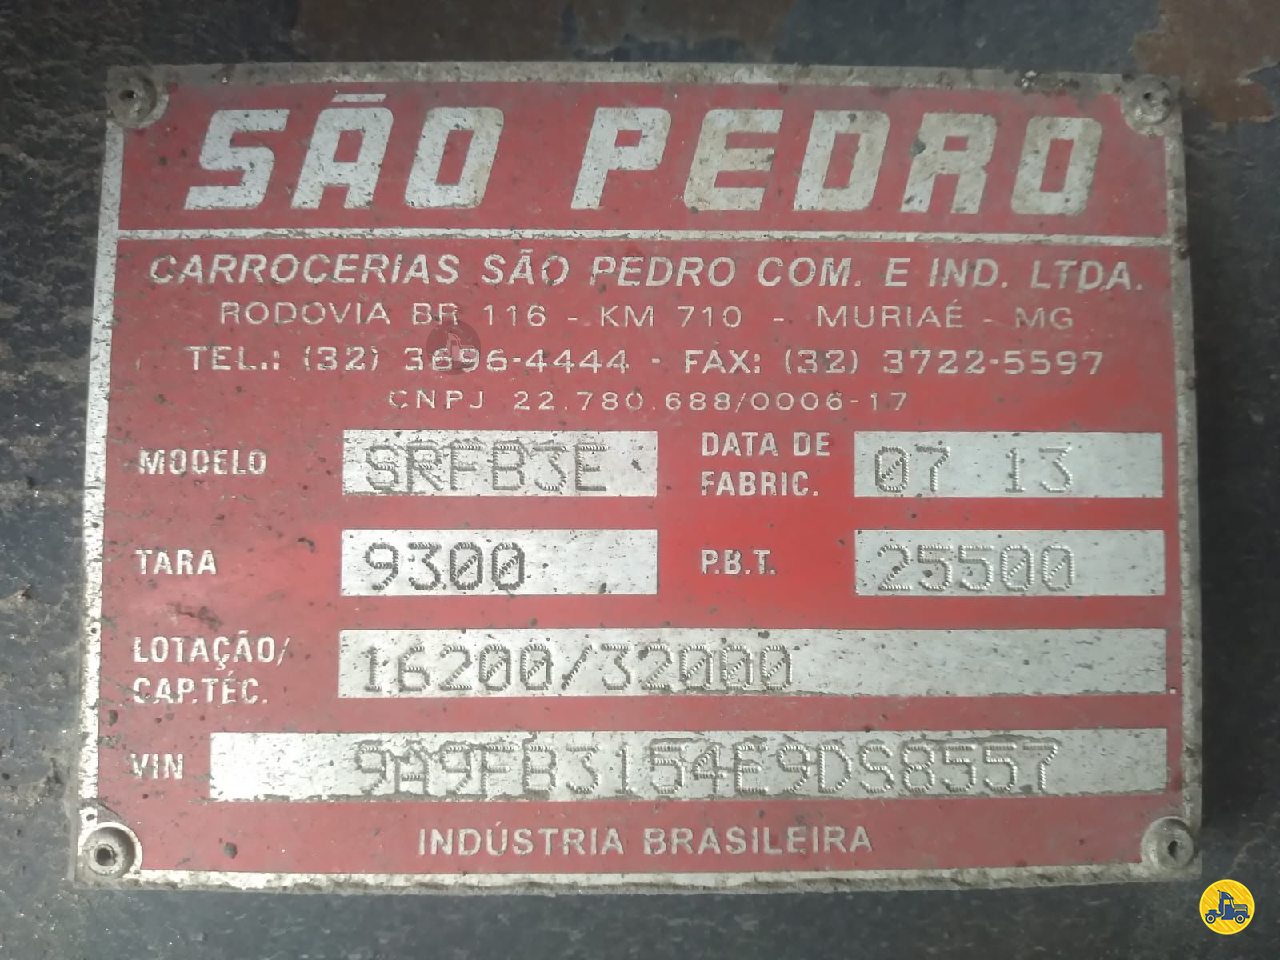 SÃO PEDRO
CARROCERIAS SÃO PEDRO COM. E IND. LTDA.
RODOVIA BR 116 - KM 710 - MURIAÉ - MG
TEL.: (32) 3696-4444 - FAX: (32) 3722-5597
CNPJ 22.780.688/0006-17
MODELO SRFB3E DATA DE FABRIC. 07 13
TARA 9300 P.B.T. 25500
LOTAÇÃO/CAP.TÉC. 16200/32000
VIN 9A9FB3154E9DS8557
INDÚSTRIA BRASILEIRA